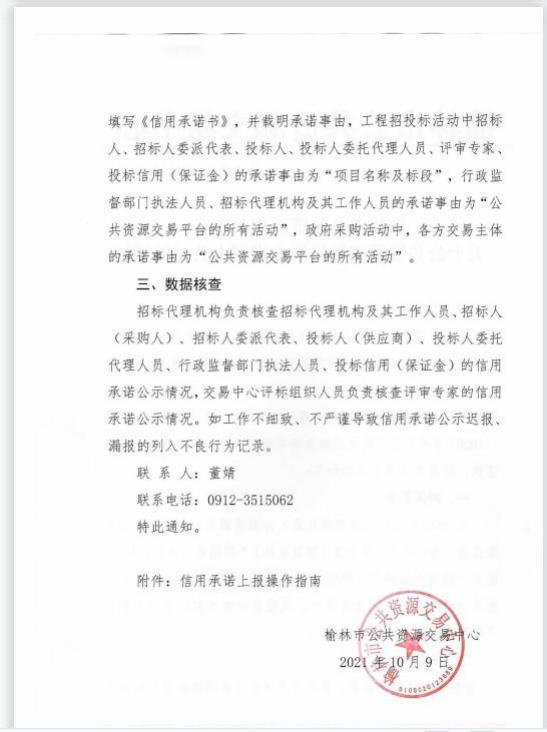 填写《信用承诺书》，并载明承诺事由，工程招投标活动中招标
人、招标人委派代表、投标人、投标人委托代理人员、评审专家、
投标信用（保证金）的承诺事由为“项目名称及标段”，行政监
督部门执法人员、招标代理机构及其工作人员的承诺事由为“公
共资源交易平台的所有活动”，政府采购活动中，各方交易主体
的承诺事由为“公共资源交易平台的所有活动”。
三、数据核查
招标代理机构负责核查招标代理机构及其工作人员、招标人
（采购人）、招标人委派代表、投标人（供应商）、投标人委托
代理人员、行政监督部门执法人员、投标信用（保证金）的信用
承诺公示情况，交易中心评标组织人员负责核查评审专家的信用
承诺公示情况。如工作不细致、不严谨导致信用承诺公示迟报、
漏报的列入不良行为记录。
联 系 人：董婧
联系电话：0912-3515062
特此通知。
附件：信用承诺上报操作指南
榆林市公共资源交易中心
2021年10月9日
榆林市公共资源交易中心